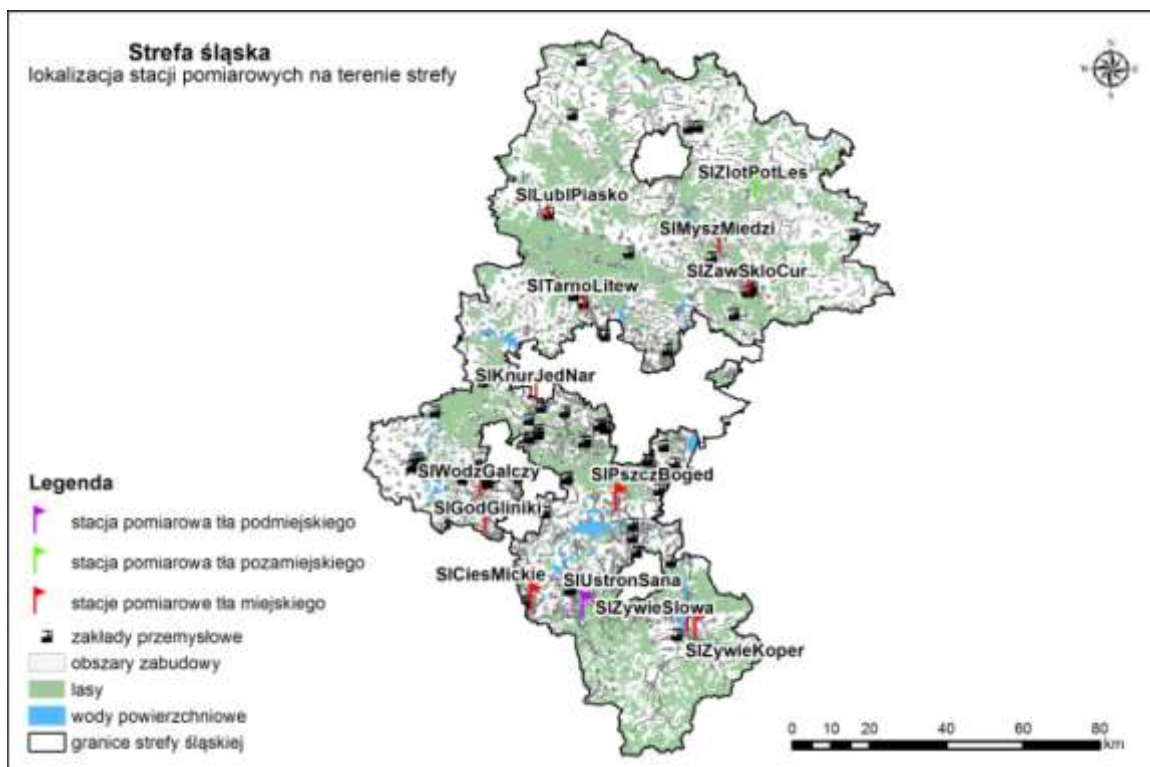 Strefa śląska
lokalizacja stacji pomiarowych na terenie strefy
N
W
E
S
SlZlotPotLes
SlLublPiasko
SlMyszMiedzi
SlZawSkloCur
SlTarnoLitew
SlKnurJedNar
SlWodzGalczy
SlPszczBoged
SlGodGliniki
SlCiesMickie
SlUstronSana
SlZywieSlowa
SlZywieKoper
Legenda
stacja pomiarowa tła podmiejskiego
stacja pomiarowa tła pozamiejskiego
stacje pomiarowe tła miejskiego
zakłady przemysłowe
obszary zabudowy
lasy
wody powierzchniowe
granice strefy śląskiej
0 10 20 40 60 80
km